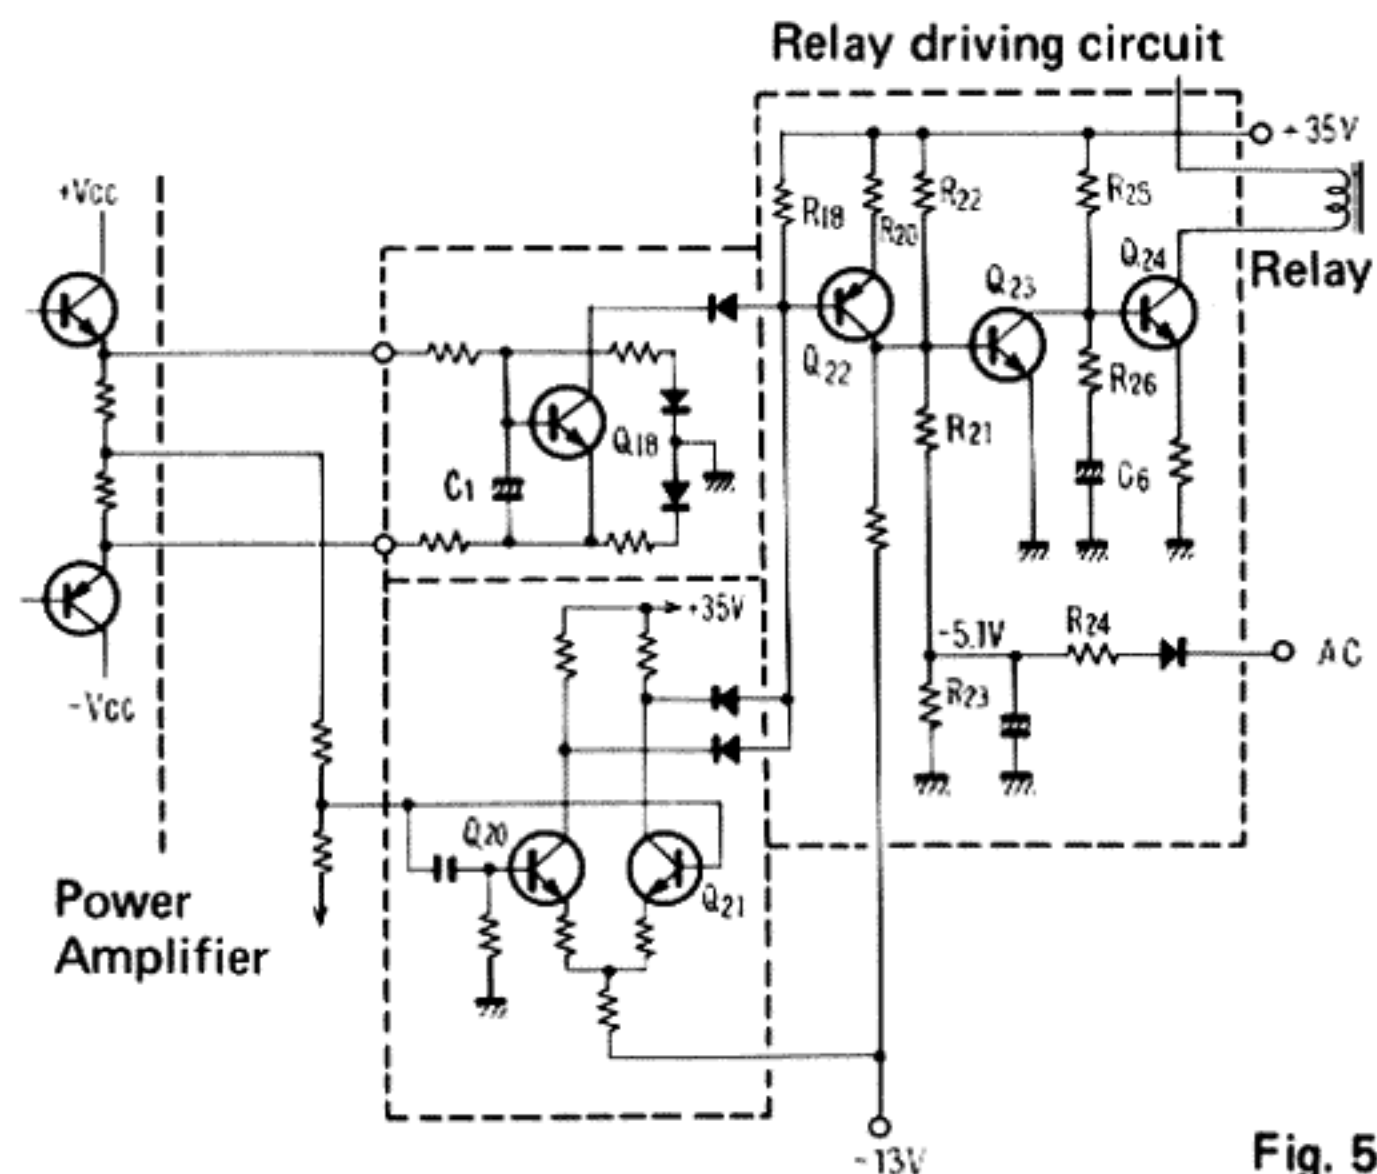 Relay driving circuit
+35V
+Vcc
R18
R20
R22
R25
Q23
Q24
Relay
Q22
R26
Q18
R21
C1
C6
+35V
-5.1V
R24
AC
-Vcc
R23
Q20
Q21
Power
Amplifier
-13V
Fig. 5